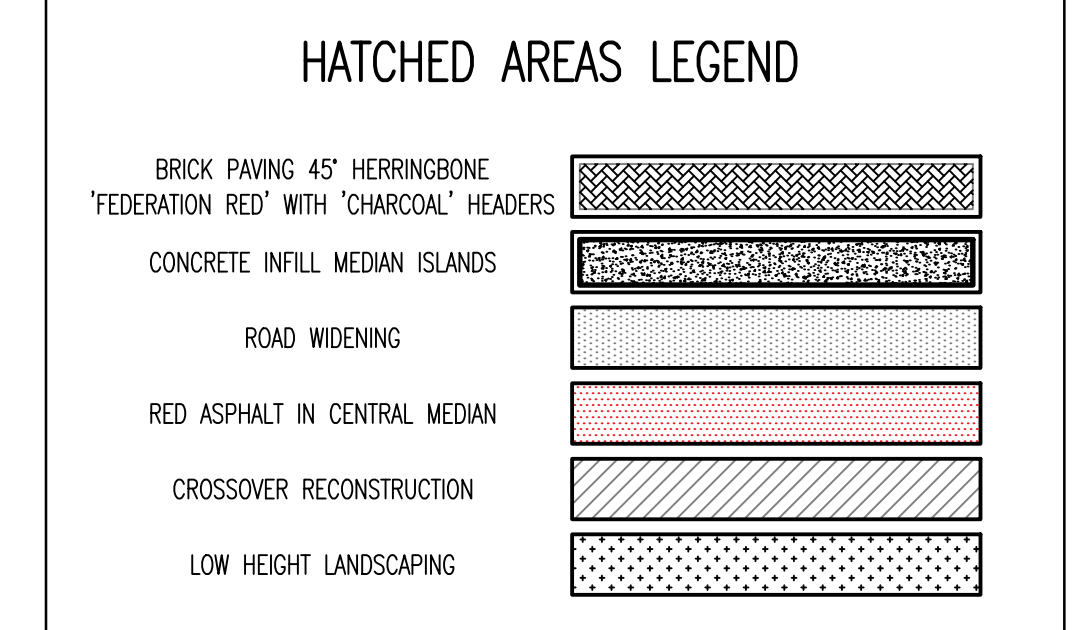 HATCHED AREAS LEGEND
BRICK PAVING 45° HERRINGBONE
'FEDERATION RED' WITH 'CHARCOAL' HEADERS
CONCRETE INFILL MEDIAN ISLANDS
ROAD WIDENING
RED ASPHALT IN CENTRAL MEDIAN
CROSSOVER RECONSTRUCTION
LOW HEIGHT LANDSCAPING